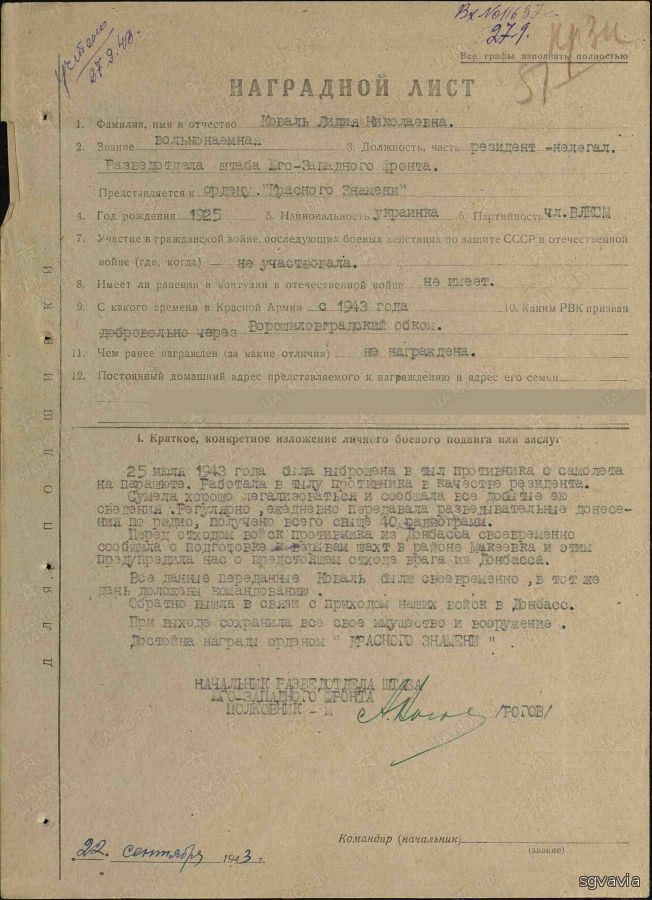 Вх №11637
27 9.
Все графы заполнить полностью
НАГРАДНОЙ ЛИСТ
1. Фамилия, имя и отчество Коваль Лидия Николаевна.
2. Звание вольнонаемная 3. Должность, часть резидент -нелегал.
Разведотдела штаба Юго-Западного фронта.
Представляется к ордену "Красного Знамени"
4. Год рождения 1925 5. Национальность украинка 6. Партийность чл.ВЛКСМ
7. Участие в гражданской войне, последующих боевых действиях по защите СССР и отечественной
войне (где, когда) — не участвовала.
8. Имеет ли ранения и контузии в отечественной войне не имеет.
9. С какого времени в Красной Армии с 1943 года 10. Каким РВК призван
добровольно через Ворошиловградский обком.
11. Чем ранее награжден (за какие отличия) не награждена.
12. Постоянный домашний адрес представляемого к награждению и адрес его семьи
I. Краткое, конкретное изложение личного боевого подвига или заслуг
25 июля 1943 года была выброшена в тыл противника с самолета
на парашюте. Работала в тылу противника в качестве резидента.
Сумела хорошо легализоваться и сообщала все добытые ею
сведения .Регулярно ,ежедневно передавала разведывательные донесе-
ния по радио, получено всего свыше 40 радиограмм.
Перед отходом войск противника из Донбасса своевременно
сообщила о подготовке к взрывам шахт в районе Макеевка и этим
предупредила нас о предстоящем отходе врага из Донбасса.
Все данные переданные Коваль были своевременно ,в тот же
день доложены командованию .
Обратно вышла в связи с приходом наших войск в Донбасс.
При выходе сохранила все свое имущество и вооружение .
Достойна награды орденом " КРАСНОГО ЗНАМЕНИ "
НАЧАЛЬНИК РАЗВЕДОТДЕЛА ШТАБА
ЮГО-ЗАПАДНОГО ФРОНТА
ПОЛКОВНИК -
/РОГОВ/
Командир (начальник)
(звание)
22 сентября 1943 г.
ДЛЯ ПОДШИВКИ
sgvavia